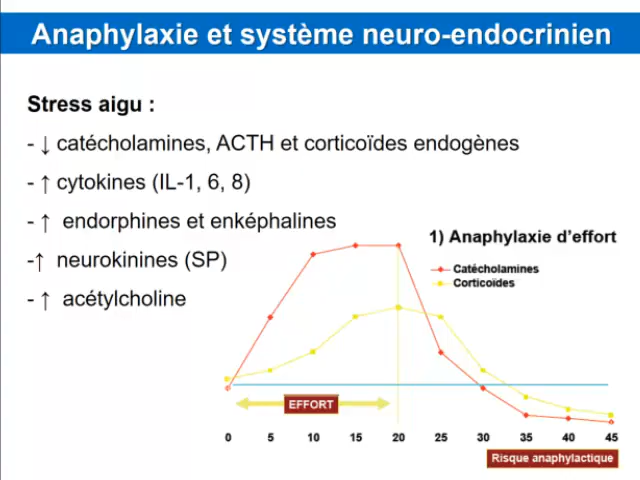 Anaphylaxie et système neuro-endocrinien
Stress aigu :
- ↓ catécholamines, ACTH et corticoïdes endogènes
- ↑ cytokines (IL-1, 6, 8)
- ↑ endorphines et enképhalines
-↑ neurokinines (SP)
- ↑ acétylcholine
1) Anaphylaxie d'effort
Catécholamines
Corticoïdes
EFFORT
0 5 10 15 20 25 30 35 40 45
Risque anaphylactique